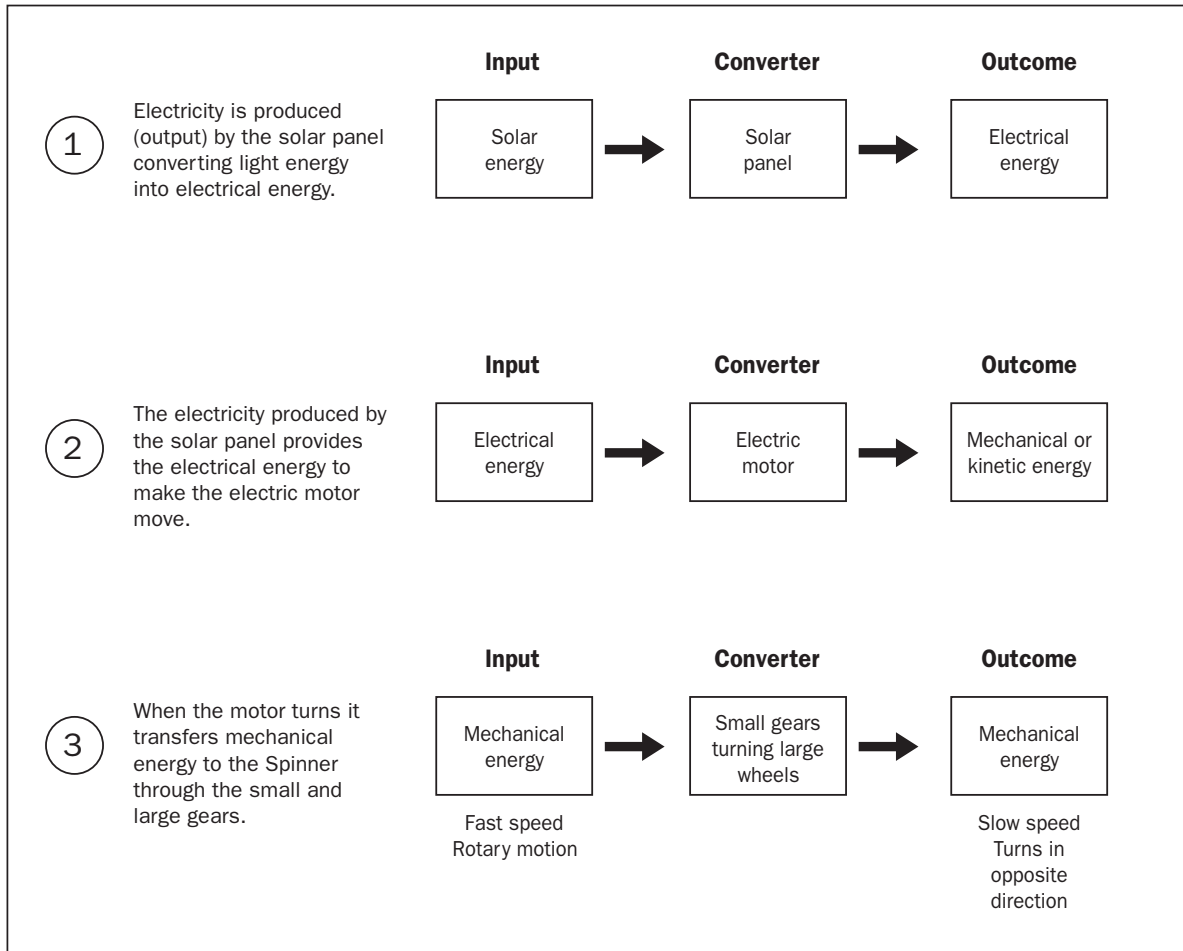 Input
Converter
Outcome
1
Electricity is produced
(output) by the solar panel
converting light energy
into electrical energy.
Solar
energy
Solar
panel
Electrical
energy
Input
Converter
Outcome
2
The electricity produced by
the solar panel provides
the electrical energy to
make the electric motor
move.
Electrical
energy
Electric
motor
Mechanical or
kinetic energy
Input
Converter
Outcome
3
When the motor turns it
transfers mechanical
energy to the Spinner
through the small and
large gears.
Mechanical
energy
Small gears
turning large
wheels
Mechanical
energy
Fast speed
Rotary motion
Slow speed
Turns in
opposite
direction